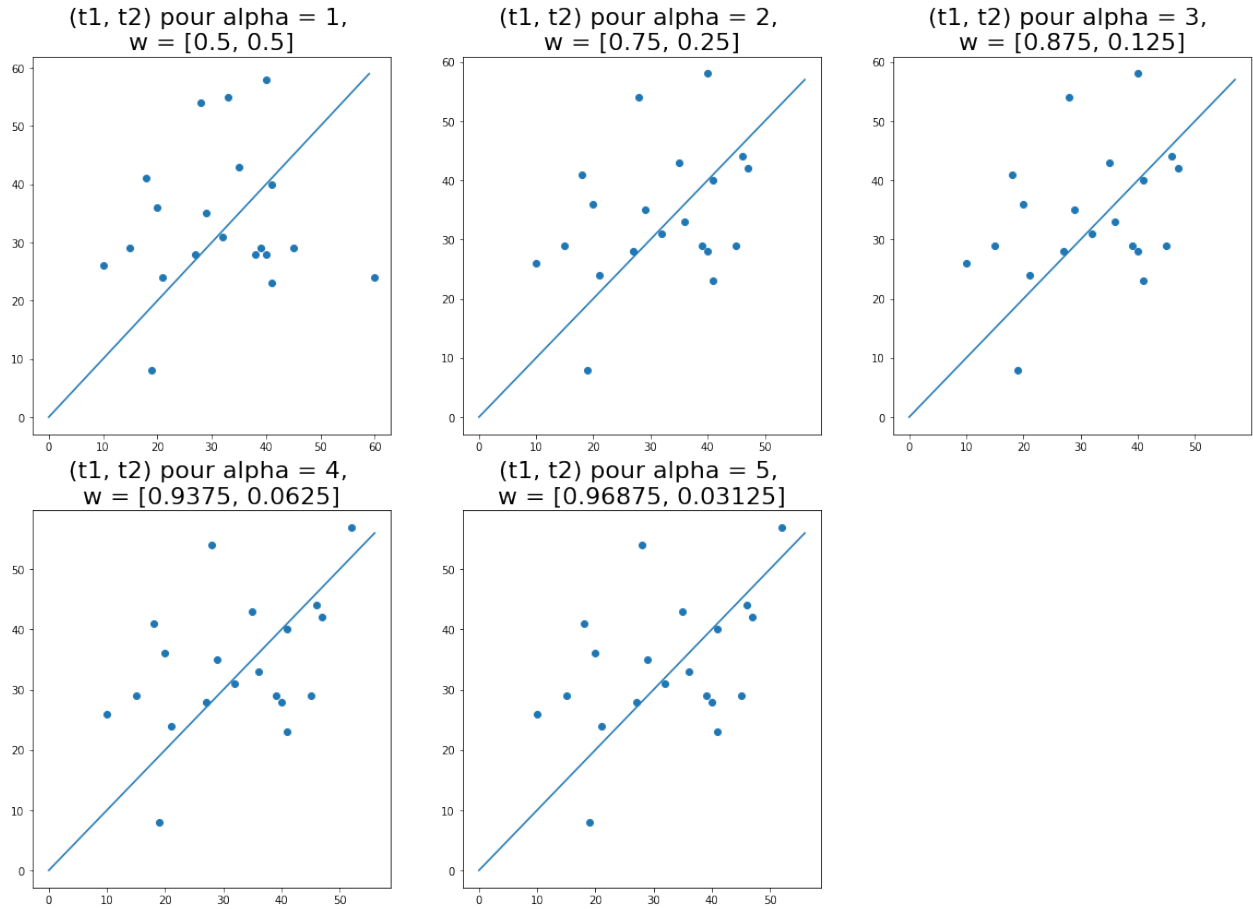 (t1, t2) pour alpha = 1,
w = [0.5, 0.5]
60
50
40
30
20
10
0
0 10 20 30 40 50 60
(t1, t2) pour alpha = 2,
w = [0.75, 0.25]
60
50
40
30
20
10
0
0 10 20 30 40 50
(t1, t2) pour alpha = 3,
w = [0.875, 0.125]
60
50
40
30
20
10
0
0 10 20 30 40 50
(t1, t2) pour alpha = 4,
w = [0.9375, 0.0625]
50
40
30
20
10
0
0 10 20 30 40 50
(t1, t2) pour alpha = 5,
w = [0.96875, 0.03125]
50
40
30
20
10
0
0 10 20 30 40 50